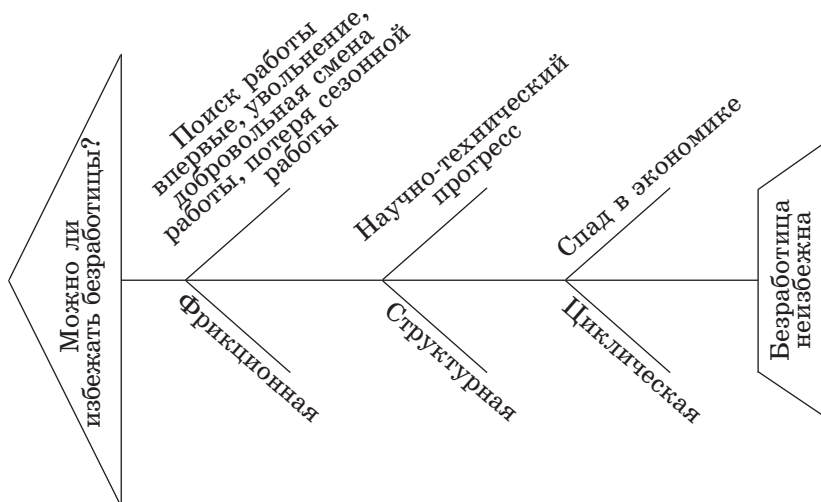 Можно ли
избежать безработицы?
Поиск работы
впервые, увольнение,
добровольная смена
работы, потеря сезонной
работы
Фрикционная
Научно-технический
прогресс
Структурная
Спад в экономике
Циклическая
Безработица
неизбежна